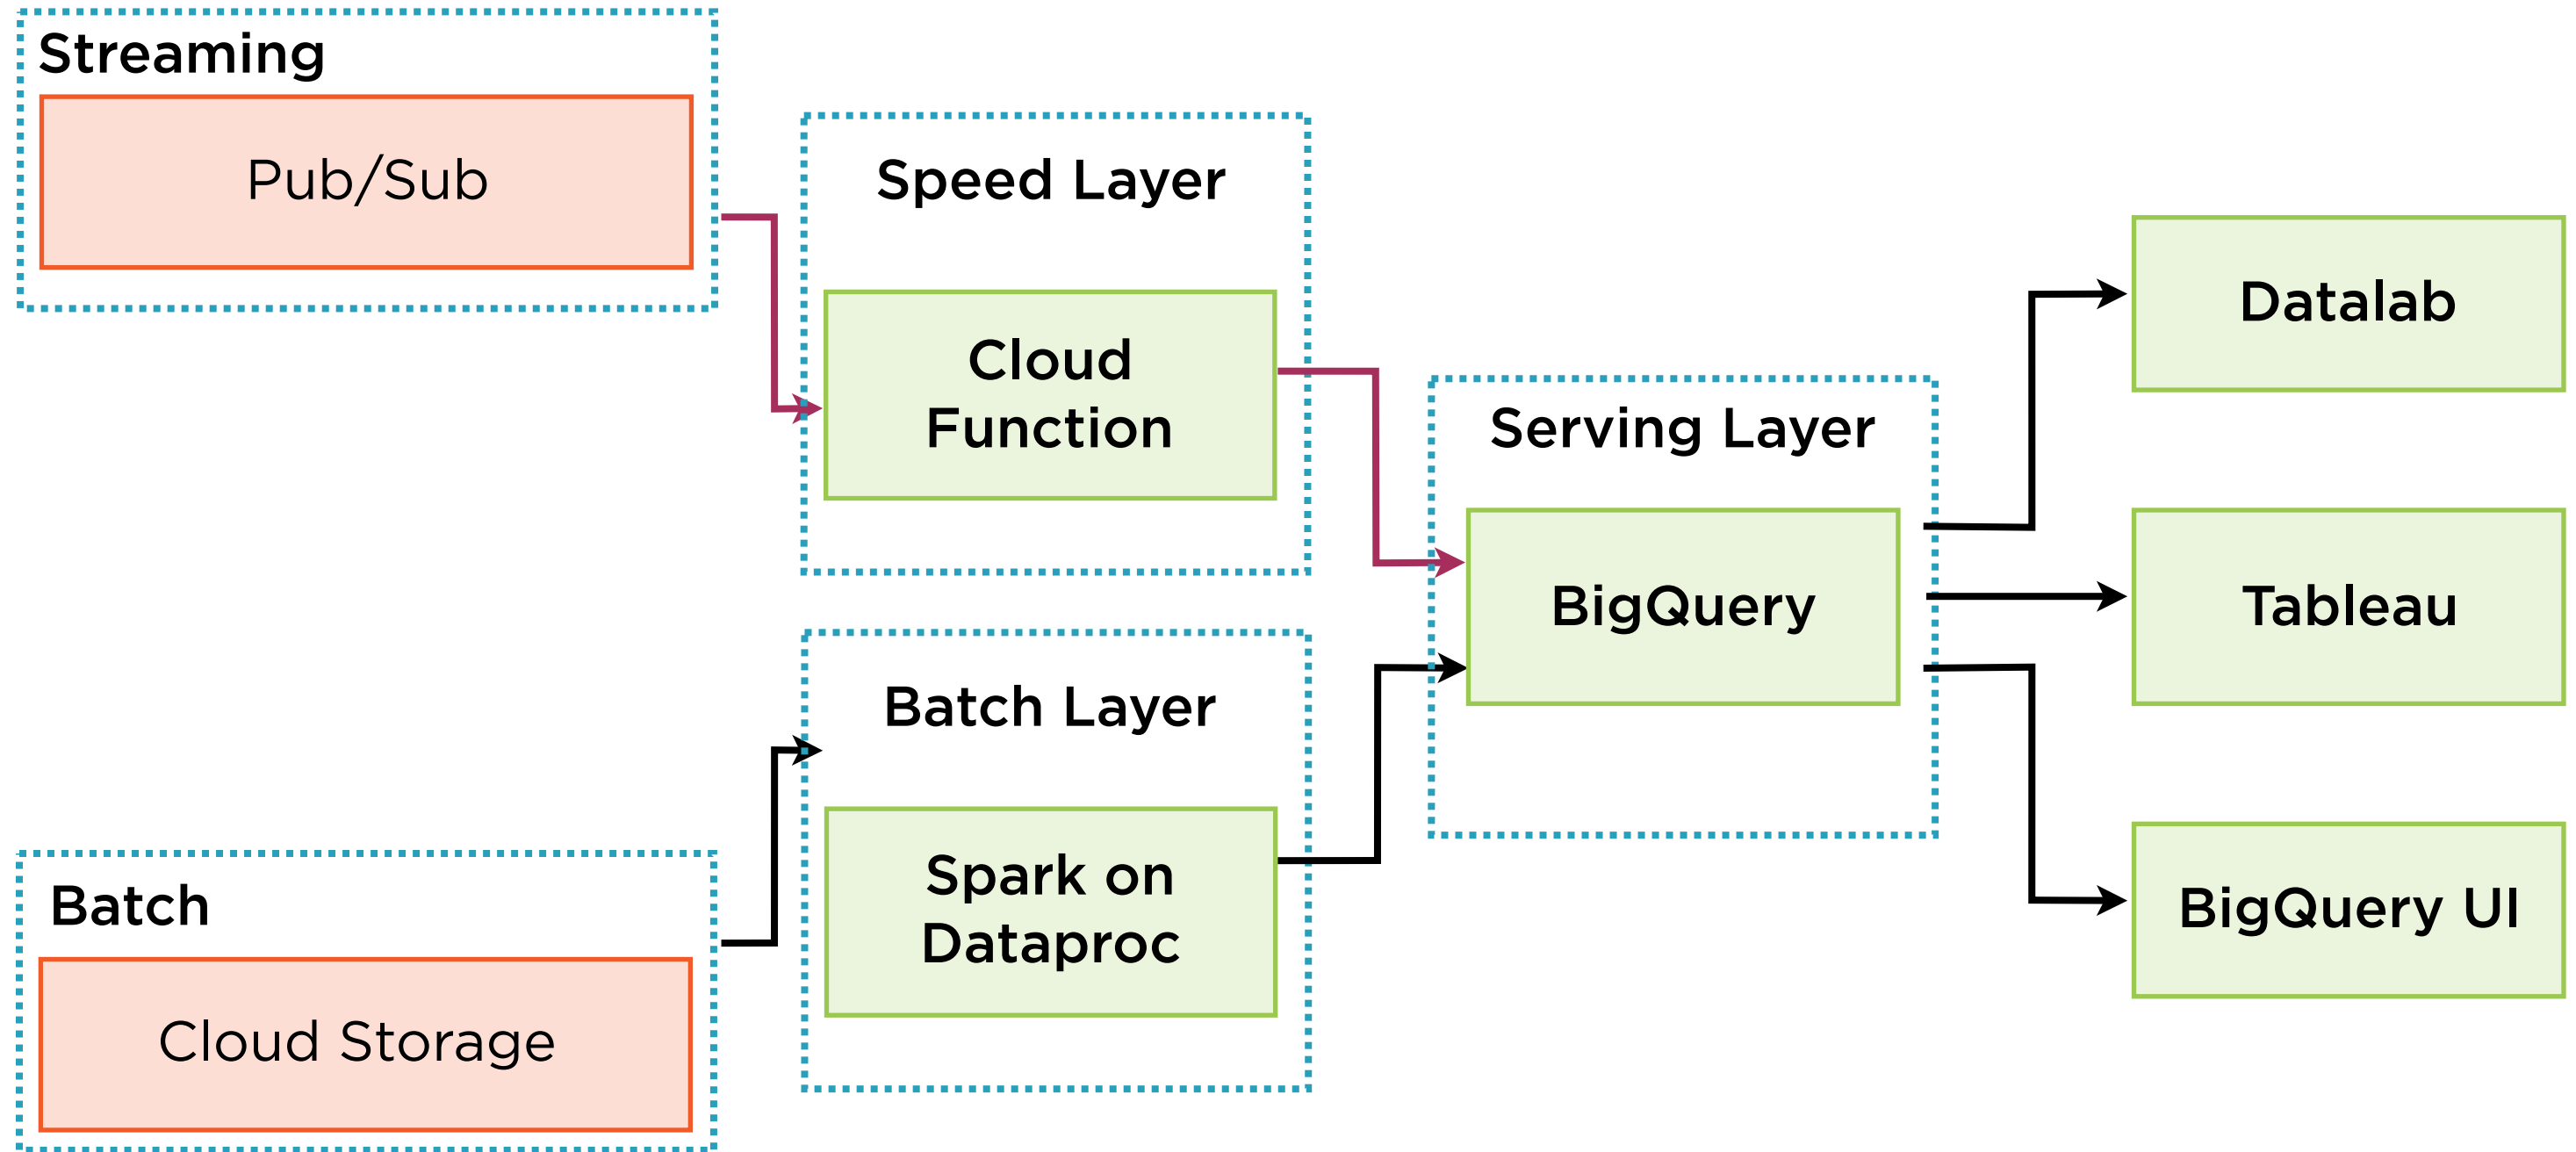 Streaming
Pub/Sub
Speed Layer
Cloud
Function
Batch
Cloud Storage
Batch Layer
Spark on
Dataproc
Serving Layer
BigQuery
Datalab
Tableau
BigQuery UI